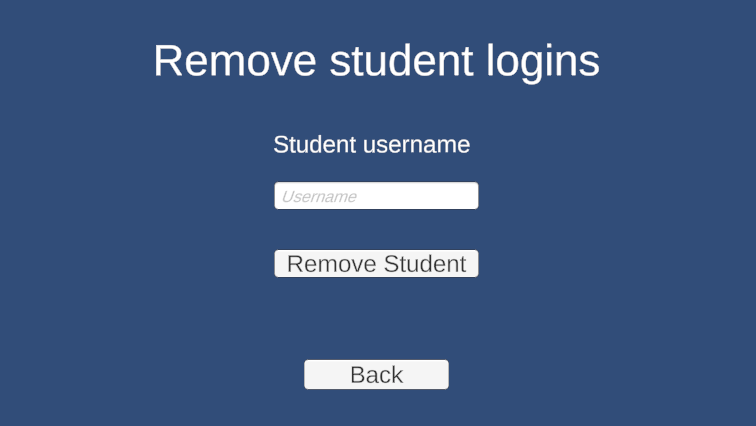 Remove student logins
Student username
Username
Remove Student
Back